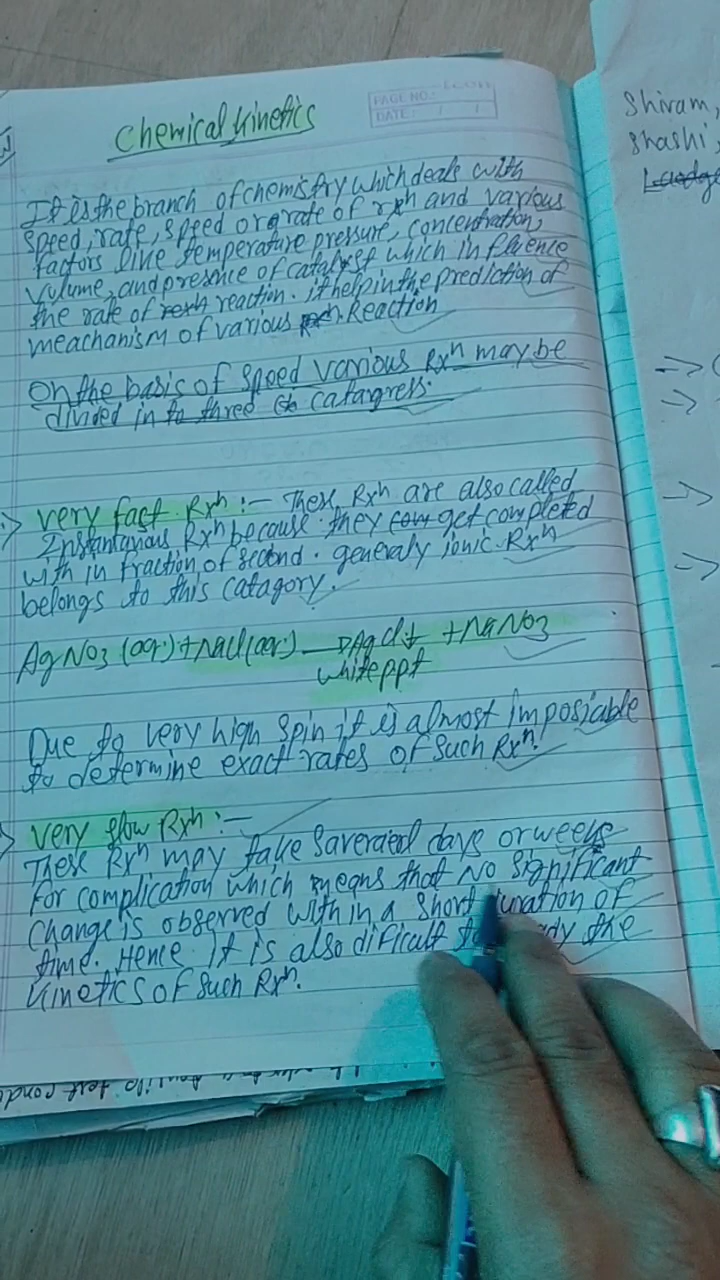 Chemical kinetics
PAGE NO.:
DATE: / /
It is the branch of chemistry which deals with
speed, rate, speed or rate of rxn and various
factors like temperature pressure, concentration,
volume, and presence of catalyst which influence
the rate of reaction. it help in the prediction of
meachanism of various Reaction
on the basis of speed various Rxn may be
divided in to three catagress.
very fast Rxn :- These Rxn are also called
Instantanious Rxn because they get completed
with in fraction of second. generaly ionic Rxn
belongs to this catagory.
AgNO3 (aq.) + NaCl (aq.) → AgCl↓ + NaNO3
white ppt
Due to very high spin it is almost imposiable
to determine exact rates of such Rxn.
very slow Rxn :-
These Rxn may take days or weeks
for complication which means that No significant
change is observed with in a short duration of
time. Hence it is also dificult the
kinetics of such Rxn.
Shivam,
Shashi,